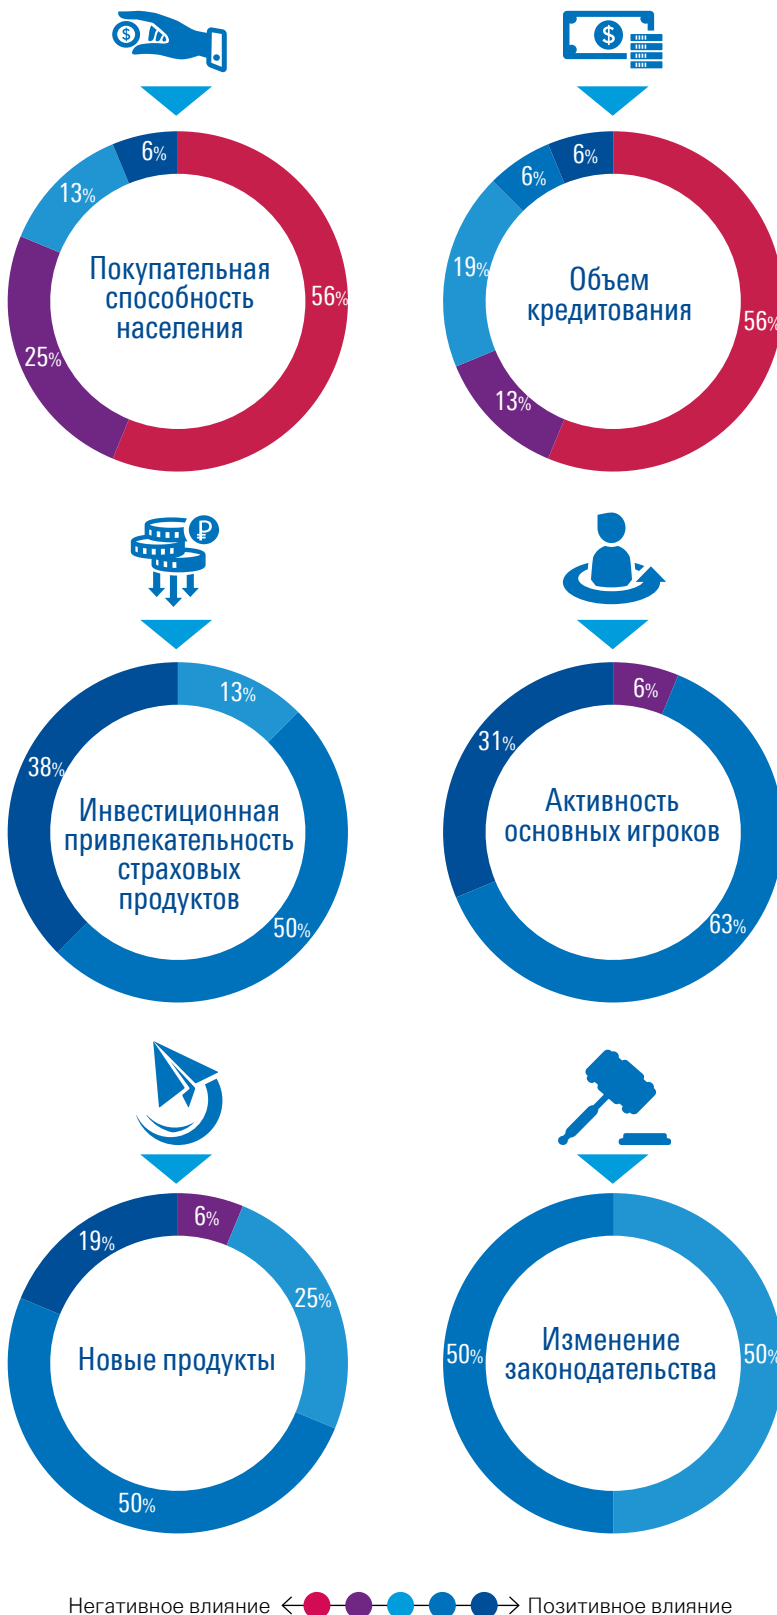 $
$
6%
13%
25%
56%
Покупательная
способность
населения
6%
6%
19%
13%
56%
Объем
кредитования
₽
13%
38%
50%
Инвестиционная
привлекательность
страховых
продуктов
6%
31%
63%
Активность
основных игроков
6%
19%
25%
50%
Новые продукты
50%
50%
Изменение
законодательства
Негативное влияние
Позитивное влияние